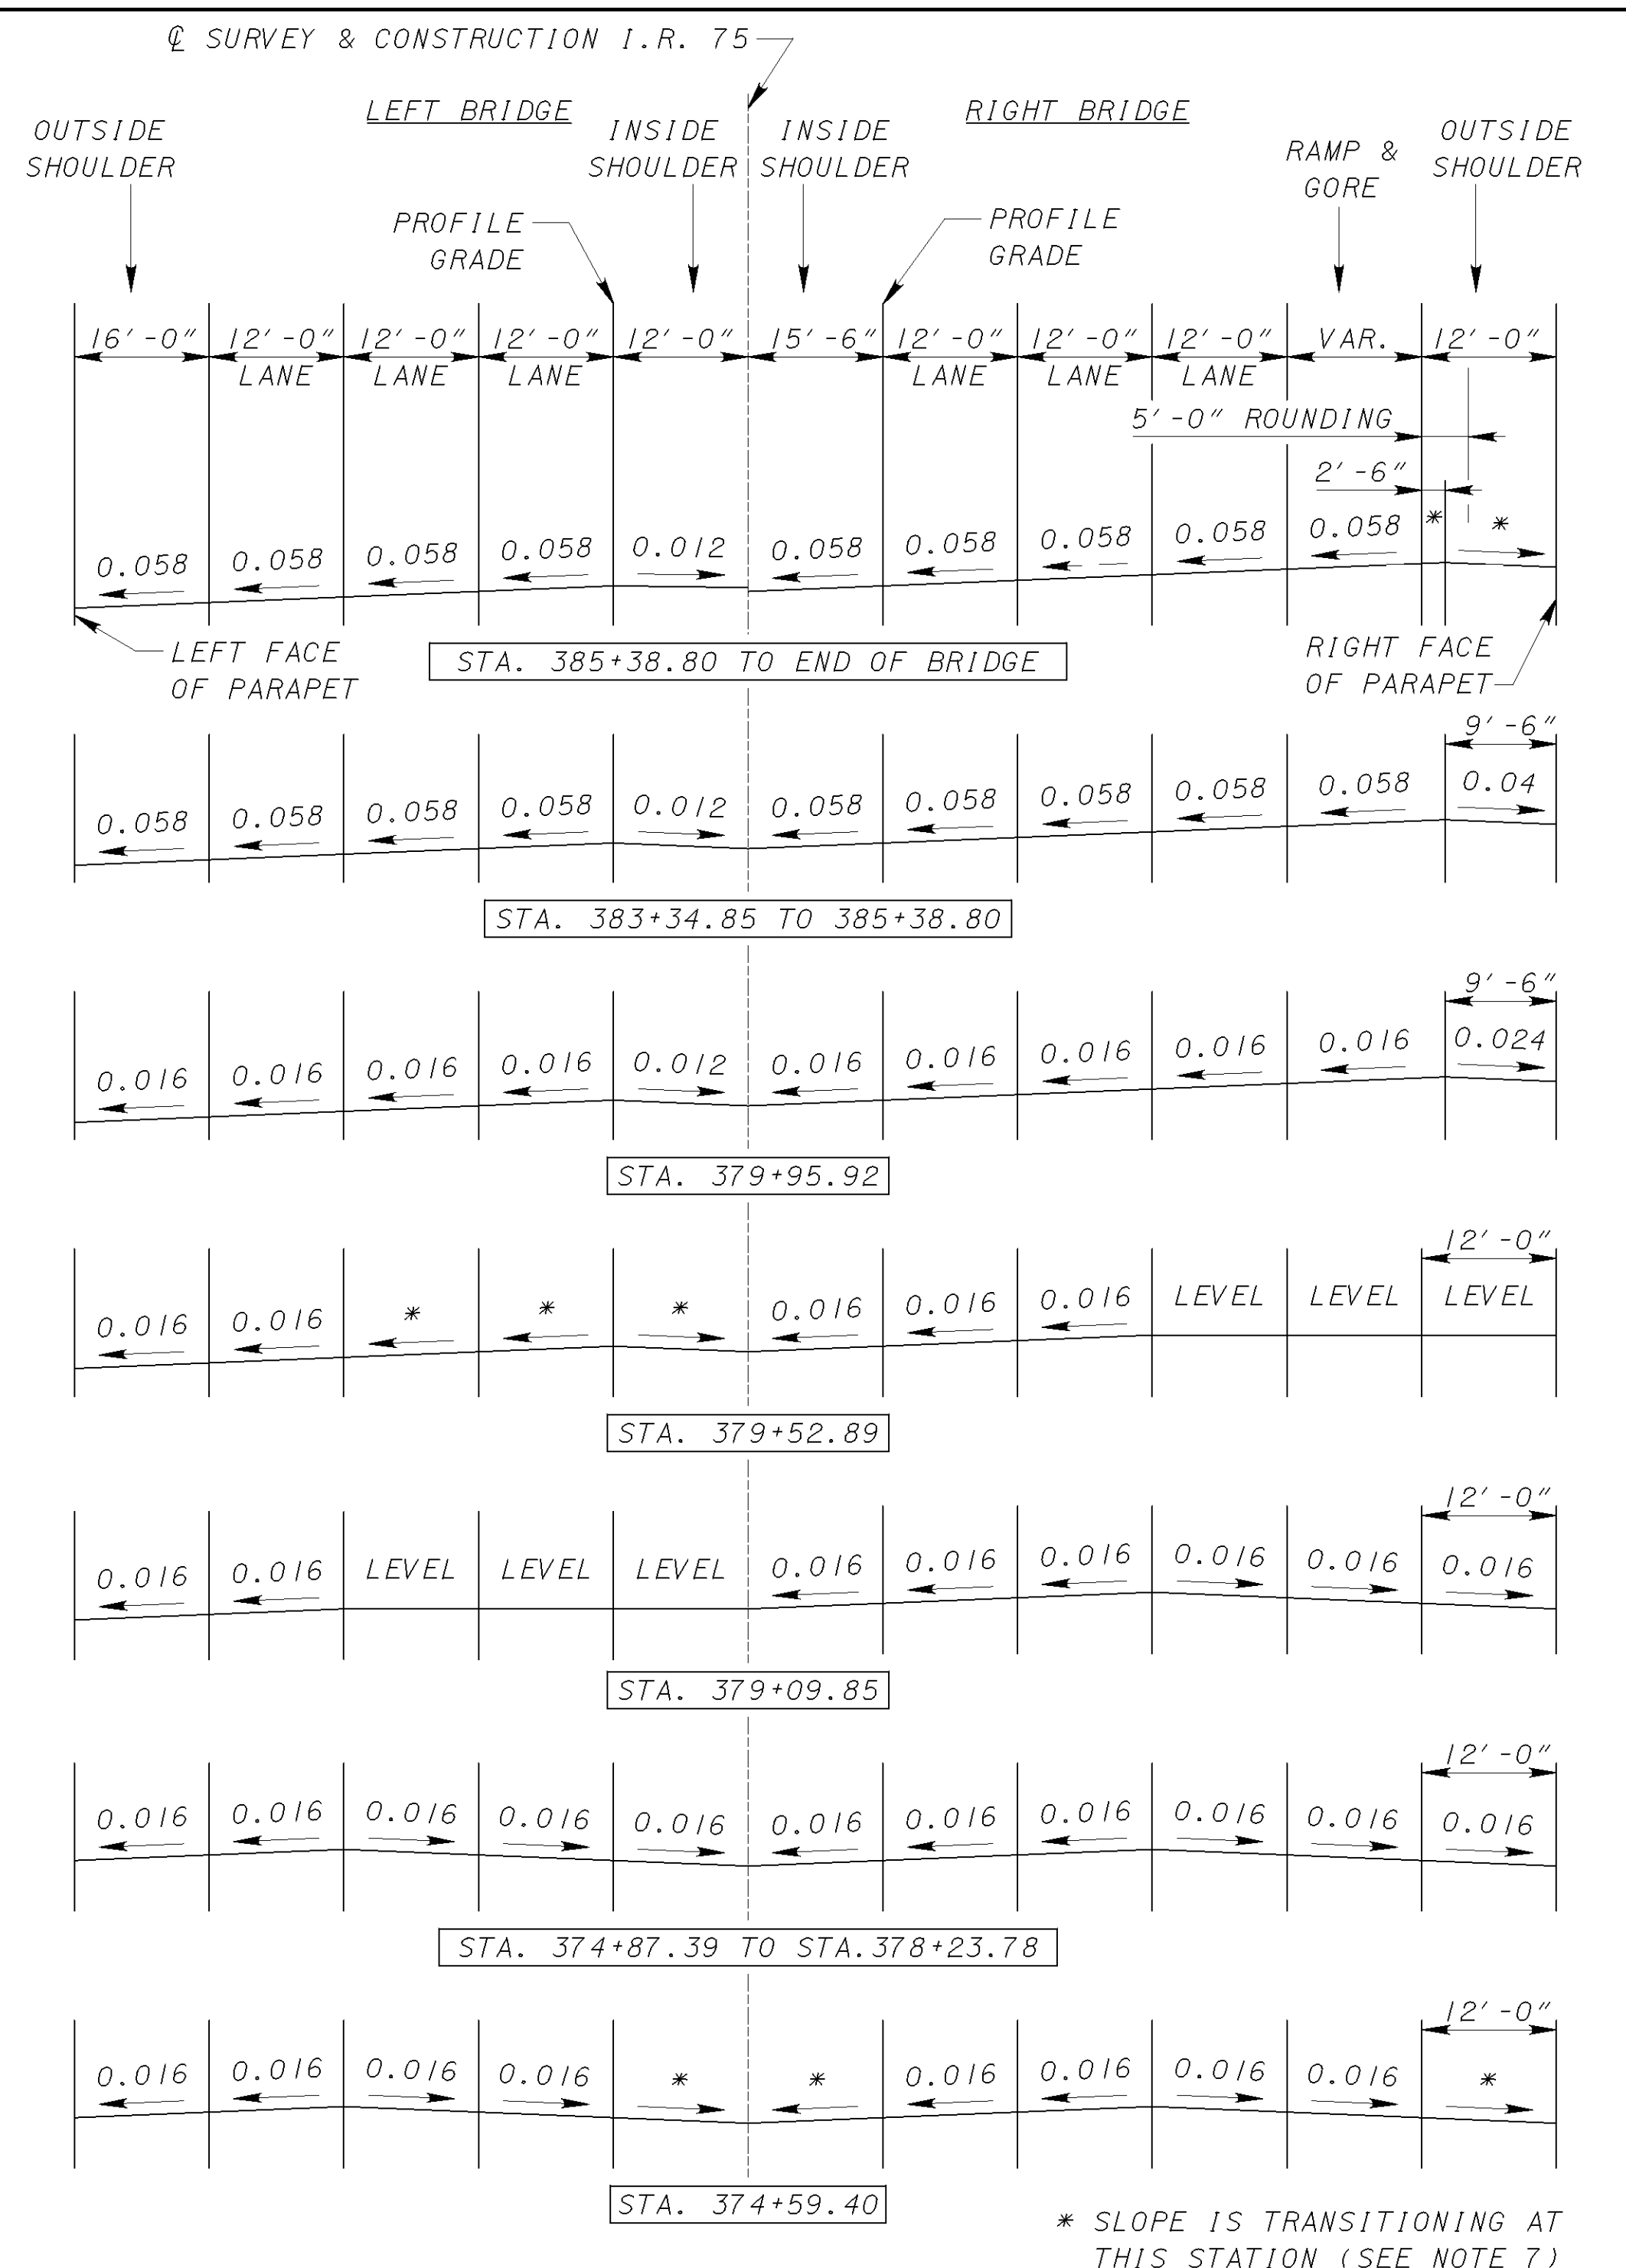 ℄ SURVEY & CONSTRUCTION I.R. 75
LEFT BRIDGE
RIGHT BRIDGE
OUTSIDE
SHOULDER
INSIDE
SHOULDER
INSIDE
SHOULDER
RAMP &
GORE
OUTSIDE
SHOULDER
PROFILE
GRADE
PROFILE
GRADE
16'-0" 12'-0" 12'-0" 12'-0" 12'-0" 15'-6" 12'-0" 12'-0" 12'-0" VAR. 12'-0"
LANE LANE LANE LANE LANE LANE
5'-0" ROUNDING
2'-6"
0.058 0.058 0.058 0.058 0.012 0.058 0.058 0.058 0.058 0.058 * *
LEFT FACE
OF PARAPET
RIGHT FACE
OF PARAPET
STA. 385+38.80 TO END OF BRIDGE
9'-6"
0.058 0.058 0.058 0.058 0.012 0.058 0.058 0.058 0.058 0.058 0.04
STA. 383+34.85 TO 385+38.80
9'-6"
0.016 0.016 0.016 0.016 0.012 0.016 0.016 0.016 0.016 0.016 0.024
STA. 379+95.92
12'-0"
0.016 0.016 * * * 0.016 0.016 0.016 LEVEL LEVEL LEVEL
STA. 379+52.89
12'-0"
0.016 0.016 LEVEL LEVEL LEVEL 0.016 0.016 0.016 0.016 0.016 0.016
STA. 379+09.85
12'-0"
0.016 0.016 0.016 0.016 0.016 0.016 0.016 0.016 0.016 0.016 0.016
STA. 374+87.39 TO STA.378+23.78
12'-0"
0.016 0.016 0.016 0.016 * * 0.016 0.016 0.016 0.016 *
STA. 374+59.40
* SLOPE IS TRANSITIONING AT
THIS STATION (SEE NOTE 7)